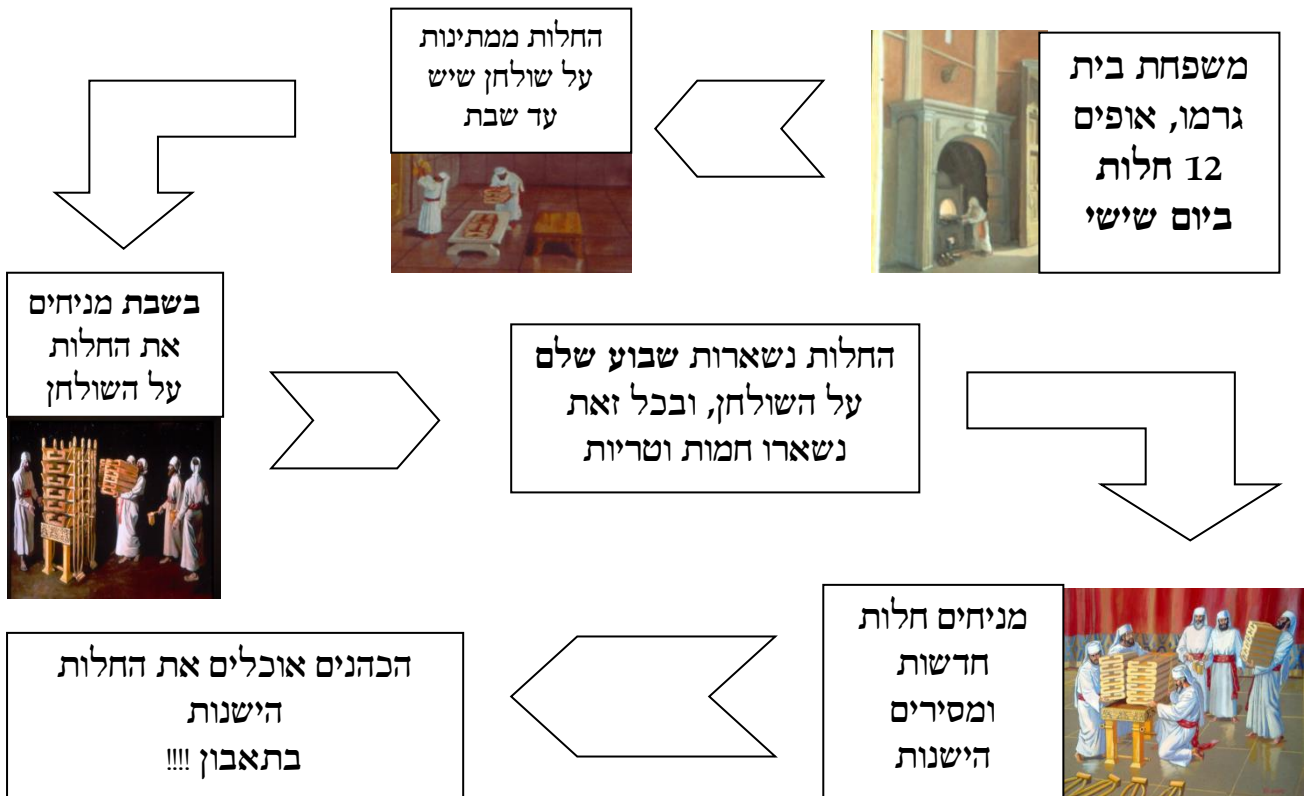 משפחת בית
גרמו, אופים
12 חלות
ביום שישי
החלות ממתינות
על שולחן שיש
עד שבת
בשבת מניחים
את החלות
על השולחן
החלות נשארות שבוע שלם
על השולחן, ובכל זאת
נשארו חמות וטריות
מניחים חלות
חדשות
ומסירים
הישנות
הכהנים אוכלים את החלות
הישנות
בתאבון !!!!